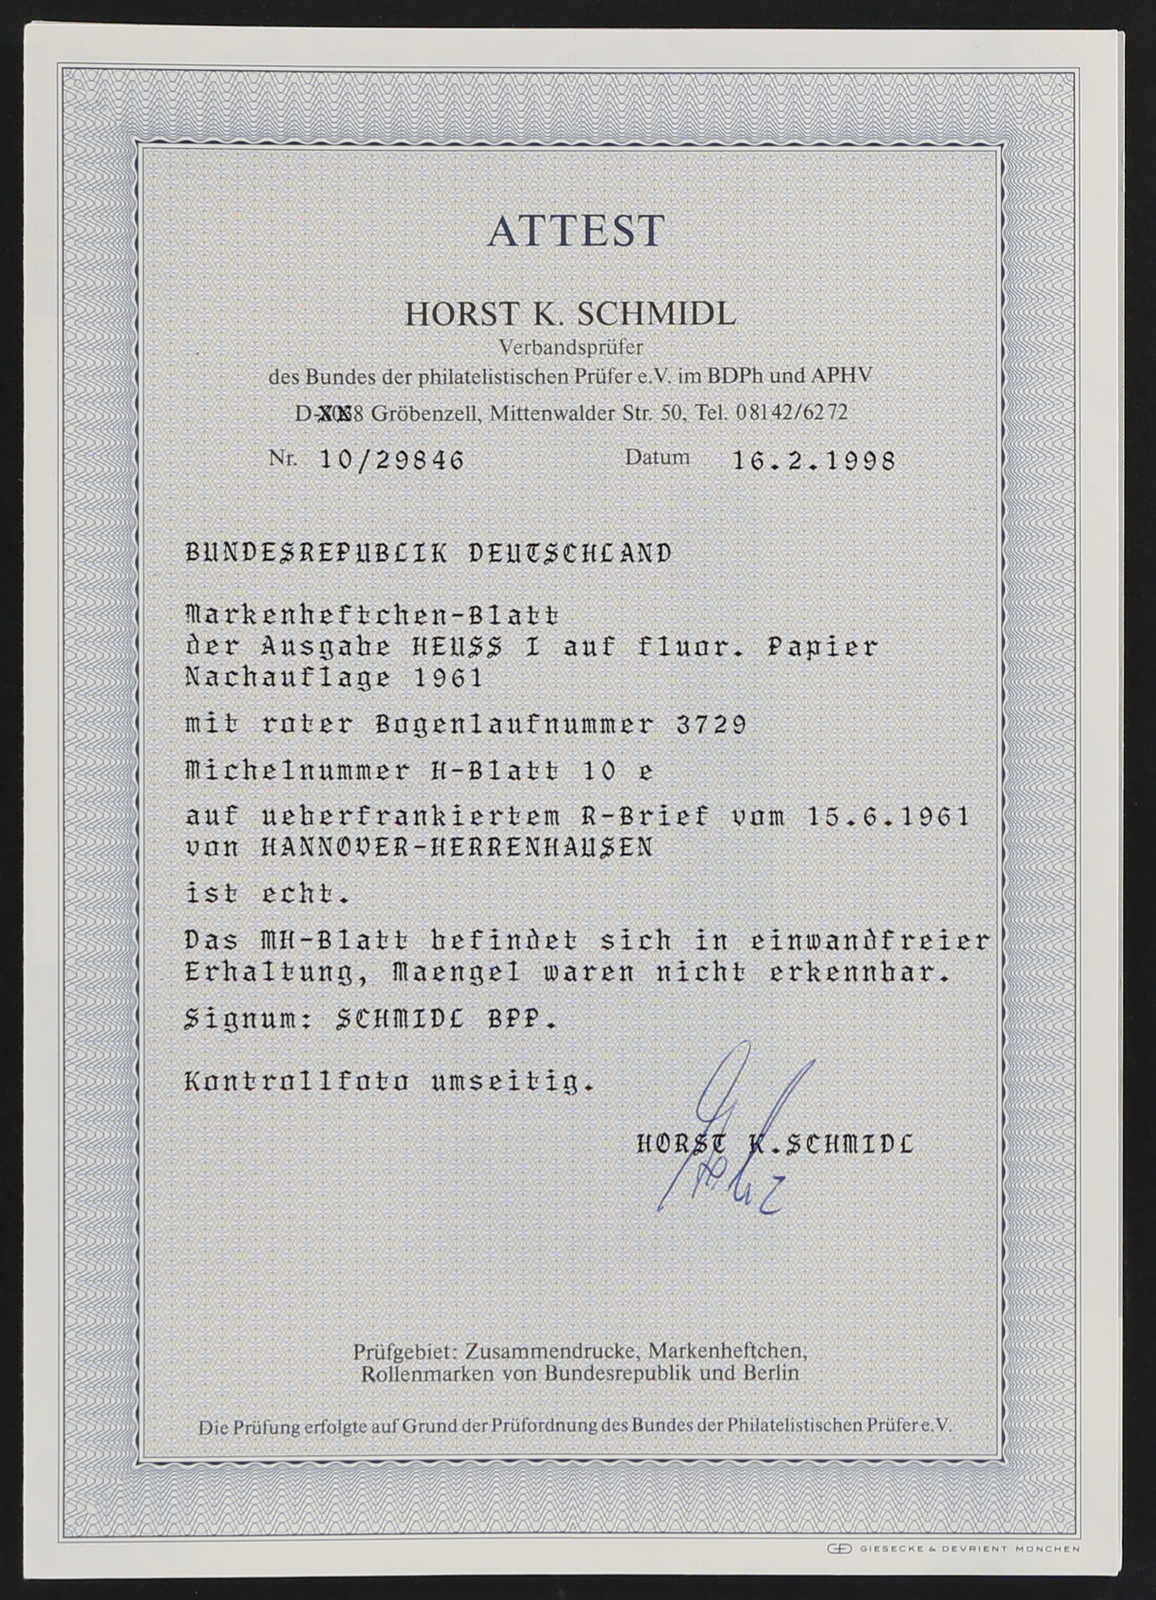 ATTEST
HORST K. SCHMIDL
Verbandsprüfer
des Bundes der philatelistischen Prüfer e.V. im BDPh und APHV
Gröbenzell, Mittenwalder Str. 50, Tel. 08142/6272
Nr. 10/29846 Datum 16.2.1998
BUNDESREPUBLIK DEUTSCHLAND
Markenheftchen-Blatt
der Ausgabe HEUSS I auf fluor. Papier
Nachauflage 1961
mit roter Bogenlaufnummer 3729
Michelnummer H-Blatt 10 e
auf ueberfrankiertem R-Brief vom 15.6.1961
von HANNOVER-HERRENHAUSEN
ist echt.
Das MH-Blatt befindet sich in einwandfreier
Erhaltung, Maengel waren nicht erkennbar.
Signum: SCHMIDL BPP.
Kontrollfoto umseitig.
HORST K.SCHMIDL
Prüfgebiet: Zusammendrucke, Markenheftchen,
Rollenmarken von Bundesrepublik und Berlin
Die Prüfung erfolgte auf Grund der Prüfordnung des Bundes der Philatelistischen Prüfer e.V.
GIESECKE & DEVRIENT MÜNCHEN